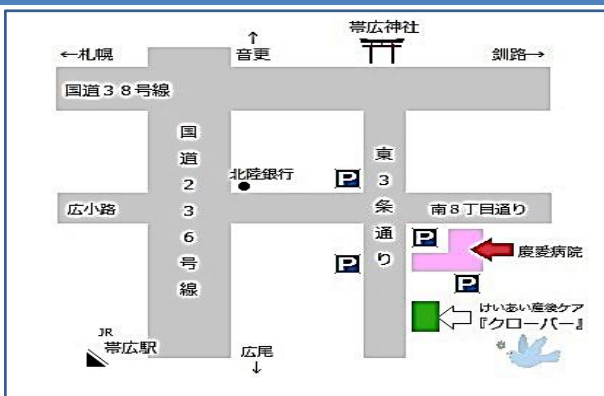 帯広神社
←札幌
↑
音更
釧路→
国道38号線
国道236号線
東3条通り
北陸銀行
P
広小路
南8丁目通り
P
慶愛病院
P
P
けいあい産後ケア
『クローバー』
JR
帯広駅
広尾
↓